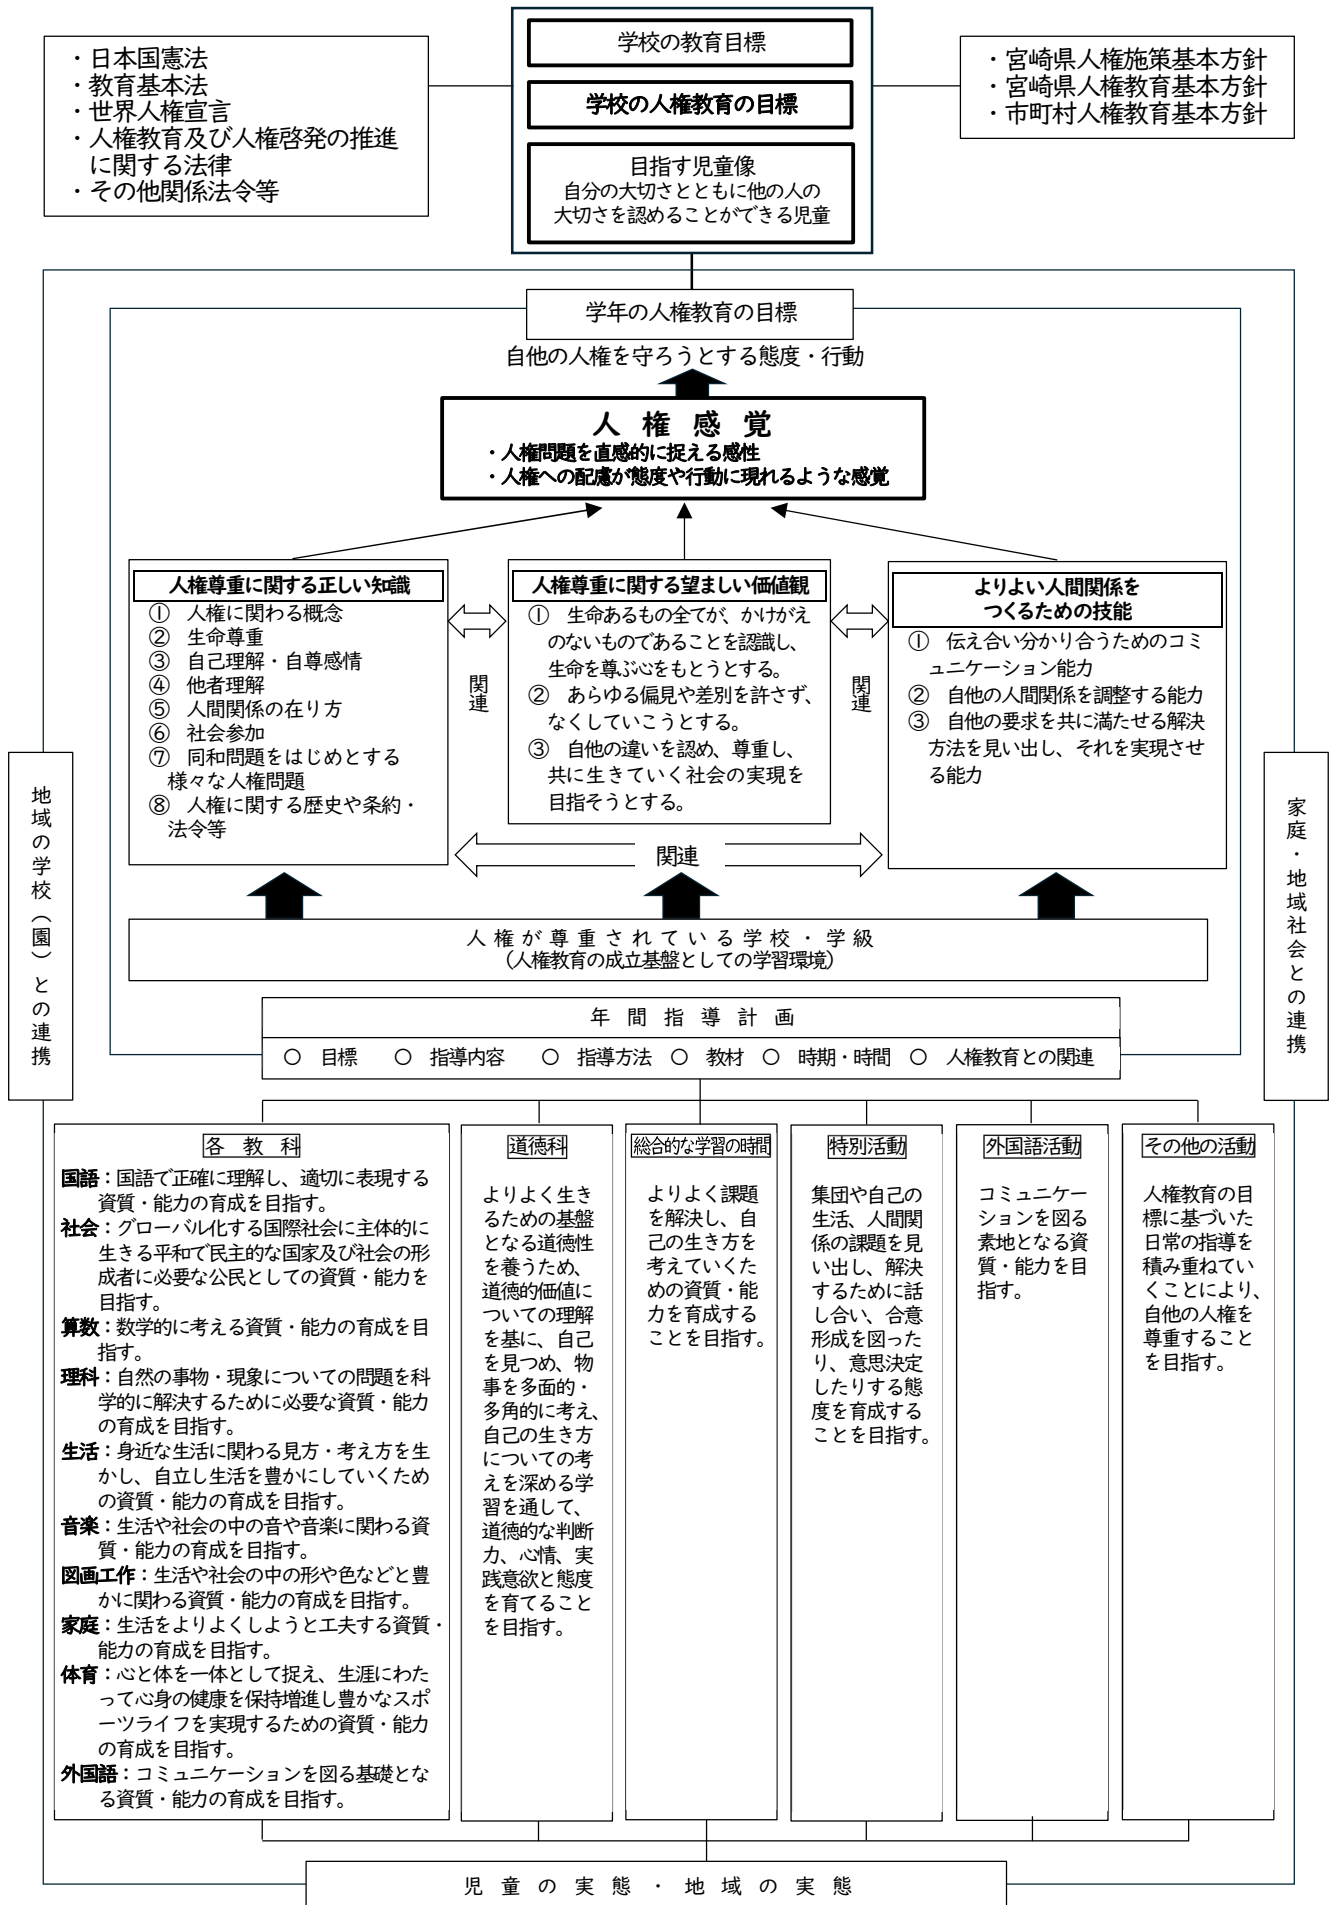 学校の教育目標
学校の人権教育の目標
目指す児童像
自分の大切さとともに他の人の
大切さを認めることができる児童
・日本国憲法
・教育基本法
・世界人権宣言
・人権教育及び人権啓発の推進
に関する法律
・その他関係法令等
・宮崎県人権施策基本方針
・宮崎県人権教育基本方針
・市町村人権教育基本方針
学年の人権教育の目標
自他の人権を守ろうとする態度・行動
人権感覚
・人権問題を直感的に捉える感性
・人権への配慮が態度や行動に現れるような感覚
人権尊重に関する正しい知識
① 人権に関わる概念
② 生命尊重
③ 自己理解・自尊感情
④ 他者理解
⑤ 人間関係の在り方
⑥ 社会参加
⑦ 同和問題をはじめとする
様々な人権問題
⑧ 人権に関する歴史や条約・
法令等
関連
人権尊重に関する望ましい価値観
① 生命あるもの全てが、かけがえ
のないものであることを認識し、
生命を尊ぶ心をもとうとする。
② あらゆる偏見や差別を許さず、
なくしていこうとする。
③ 自他の違いを認め、尊重し、
共に生きていく社会の実現を
目指そうとする。
関連
よりよい人間関係を
つくるための技能
① 伝え合い分かり合うためのコミ
ュニケーション能力
② 自他の人間関係を調整する能力
③ 自他の要求を共に満たせる解決
方法を見い出し、それを実現させ
る能力
関連
人権が尊重されている学校・学級
(人権教育の成立基盤としての学習環境)
地域の学校(園)との連携
家庭・地域社会との連携
年間指導計画
○ 目標 ○ 指導内容 ○ 指導方法 ○ 教材 ○ 時期・時間 ○ 人権教育との関連
各教科
国語：国語で正確に理解し、適切に表現する
資質・能力の育成を目指す。
社会：グローバル化する国際社会に主体的に
生きる平和で民主的な国家及び社会の形
成者に必要な公民としての資質・能力を
目指す。
算数：数学的に考える資質・能力の育成を目
指す。
理科：自然の事物・現象についての問題を科
学的に解決するために必要な資質・能力
の育成を目指す。
生活：身近な生活に関わる見方・考え方を生
かし、自立し生活を豊かにしていくため
の資質・能力の育成を目指す。
音楽：生活や社会の中の音や音楽に関わる資
質・能力の育成を目指す。
図画工作：生活や社会の中の形や色などと豊
かに関わる資質・能力の育成を目指す。
家庭：生活をよりよくしようと工夫する資質・
能力の育成を目指す。
体育：心と体を一体として捉え、生涯にわた
って心身の健康を保持増進し豊かなスポ
ーツライフを実現するための資質・能力
の育成を目指す。
外国語：コミュニケーションを図る基礎とな
る資質・能力の育成を目指す。
道徳科
よりよく生き
るための基盤
となる道徳性
を養うため、
道徳的価値に
ついての理解
を基に、自己
を見つめ、物
事を多面的・
多角的に考え、
自己の生き方
についての考
えを深める学
習を通して、
道徳的な判断
力、心情、実
践意欲と態度
を育てること
を目指す。
総合的な学習の時間
よりよく課題
を解決し、自
己の生き方を
考えていくた
めの資質・能
力を育成する
ことを目指す。
特別活動
集団や自己の
生活、人間関
係の課題を見
い出し、解決
するために話
し合い、合意
形成を図った
り、意思決定
したりする態
度を育成する
ことを目指す。
外国語活動
コミュニケー
ションを図る
素地となる資
質・能力を目
指す。
その他の活動
人権教育の目
標に基づいた
日常の指導を
積み重ねてい
くことにより、
自他の人権を
尊重すること
を目指す。
児童の実態・地域の実態